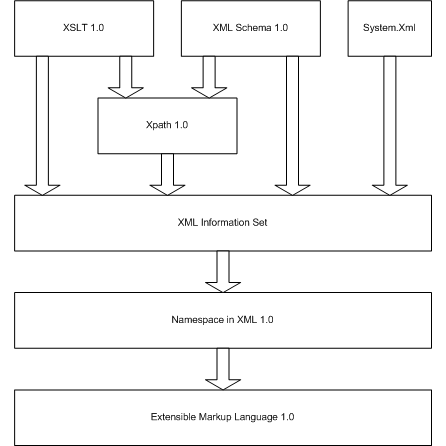 XSLT 1.0
XML Schema 1.0
System.Xml
Xpath 1.0
XML Information Set
Namespace in XML 1.0
Extensible Markup Language 1.0